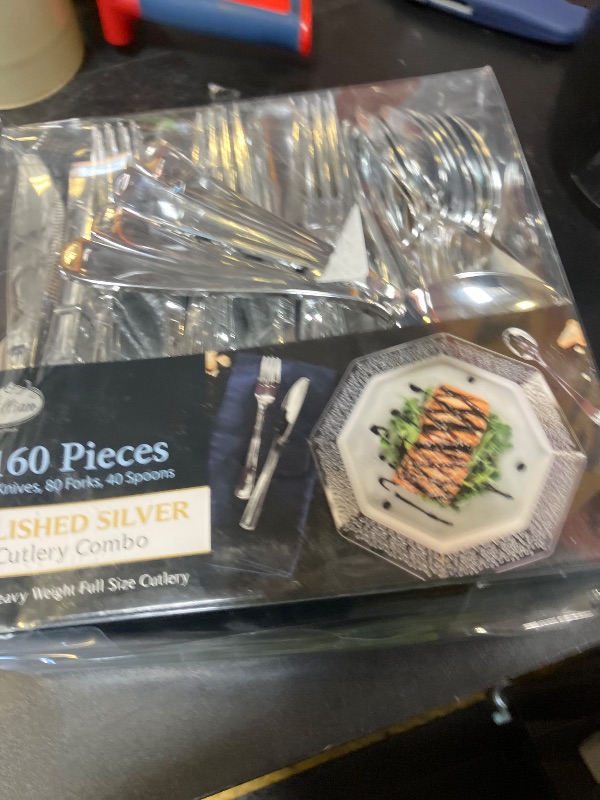 160 Pieces
Knives, 80 Forks, 40 Spoons
LISHED SILVER
Cutlery Combo
eavy Weight Full Size Cutlery